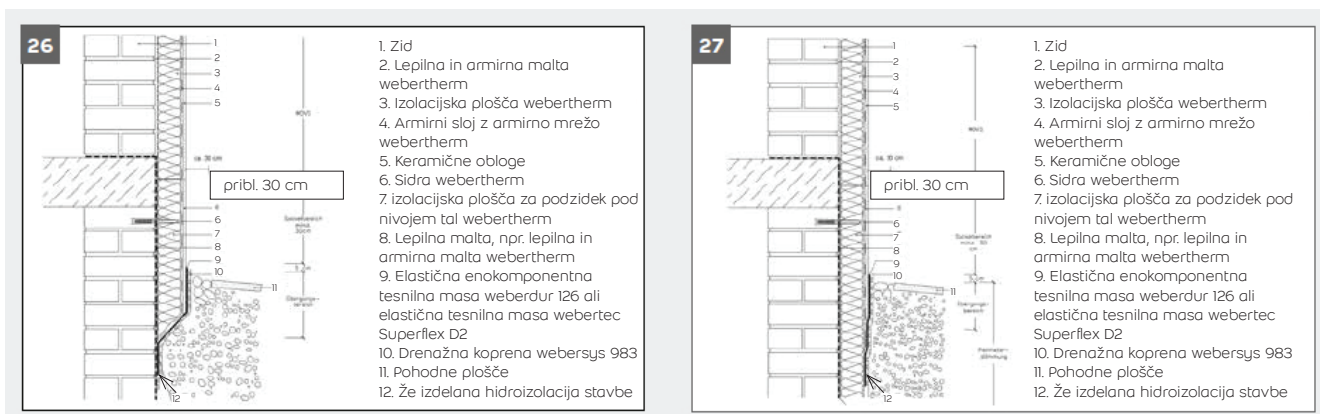 26
1
2
3
4
5
ca. 30 cm
pribl. 30 cm
6
6
7
8
9
10
11
12
1. Zid
2. Lepilna in armirna malta
webertherm
3. Izolacijska plošča webertherm
4. Armirni sloj z armirno mrežo
webertherm
5. Keramične obloge
6. Sidra webertherm
7. izolacijska plošča za podzidek pod
nivojem tal webertherm
8. Lepilna malta, npr. lepilna in
armirna malta webertherm
9. Elastična enokomponentna
tesnilna masa weberdur 126 ali
elastična tesnilna masa webertec
Superflex D2
10. Drenažna koprena webersys 983
11. Pohodne plošče
12. Že izdelana hidroizolacija stavbe
27
1
2
3
4
5
pribl. 30 cm
6
7
8
9
10
11
12
1. Zid
2. Lepilna in armirna malta
webertherm
3. Izolacijska plošča webertherm
4. Armirni sloj z armirno mrežo
webertherm
5. Keramične obloge
6. Sidra webertherm
7. izolacijska plošča za podzidek pod
nivojem tal webertherm
8. Lepilna malta, npr. lepilna in
armirna malta webertherm
9. Elastična enokomponentna
tesnilna masa weberdur 126 ali
elastična tesnilna masa webertec
Superflex D2
10. Drenažna koprena webersys 983
11. Pohodne plošče
12. Že izdelana hidroizolacija stavbe